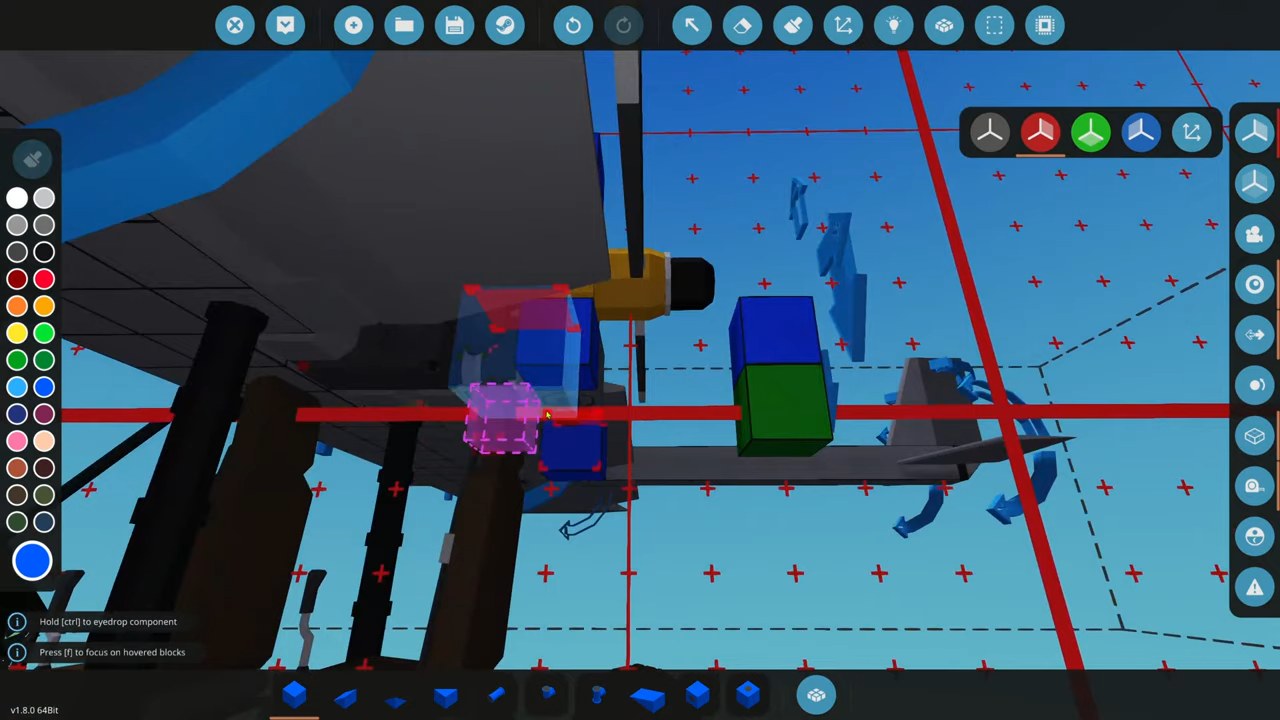 Hold [ctrl] to eyedrop component
Press [f] to focus on hovered blocks
v1.8.0 64Bit